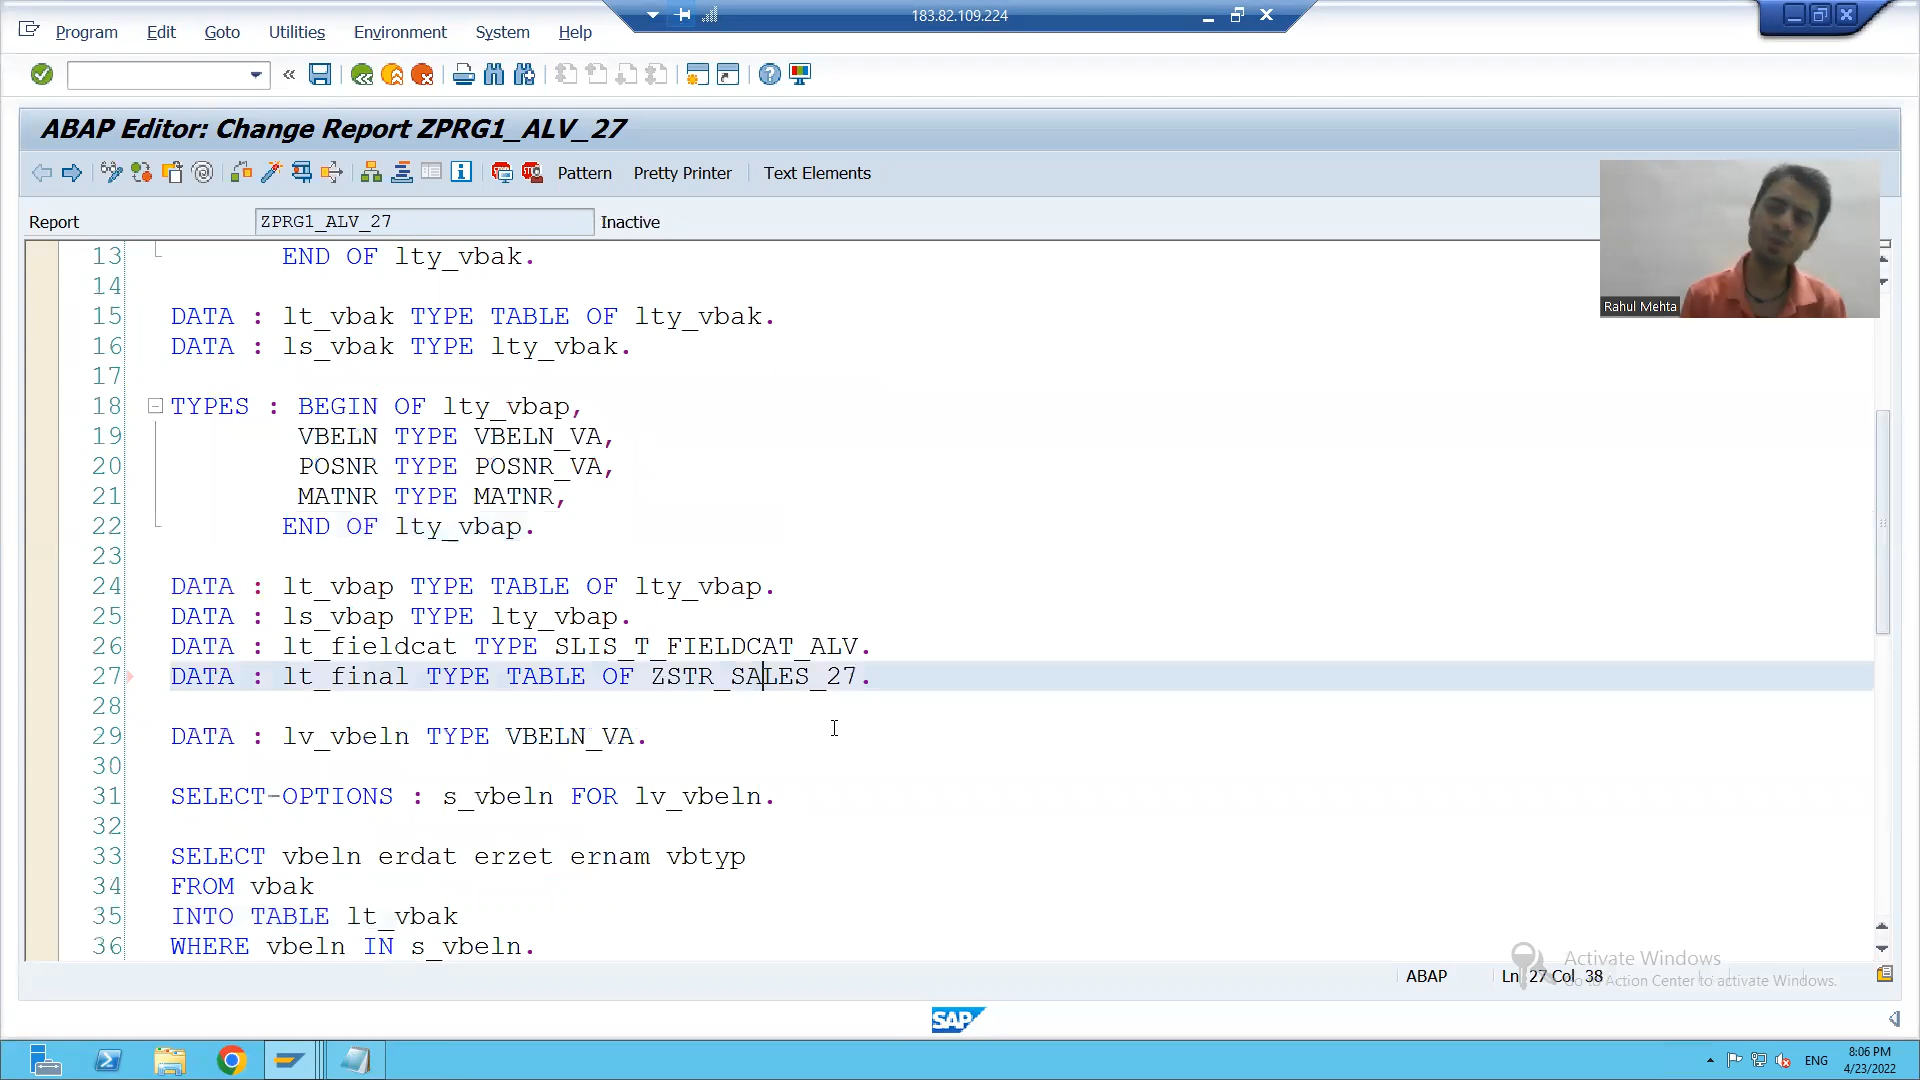 183.82.109.224
Program Edit Goto Utilities Environment System Help
ABAP Editor: Change Report ZPRG1_ALV_27
Pattern Pretty Printer Text Elements
Report ZPRG1_ALV_27 Inactive
Rahul Mehta
13 END OF lty_vbak.
14
15 DATA : lt_vbak TYPE TABLE OF lty_vbak.
16 DATA : ls_vbak TYPE lty_vbak.
17
18 TYPES : BEGIN OF lty_vbap,
19 VBELN TYPE VBELN_VA,
20 POSNR TYPE POSNR_VA,
21 MATNR TYPE MATNR,
22 END OF lty_vbap.
23
24 DATA : lt_vbap TYPE TABLE OF lty_vbap.
25 DATA : ls_vbap TYPE lty_vbap.
26 DATA : lt_fieldcat TYPE SLIS_T_FIELDCAT_ALV.
27 DATA : lt_final TYPE TABLE OF ZSTR_SALES_27.
28
29 DATA : lv_vbeln TYPE VBELN_VA.
30
31 SELECT-OPTIONS : s_vbeln FOR lv_vbeln.
32
33 SELECT vbeln erdat erzet ernam vbtyp
34 FROM vbak
35 INTO TABLE lt_vbak
36 WHERE vbeln IN s_vbeln.
Activate Windows
Go to Action Center to activate Windows.
ABAP Ln 27 Col 38
SAP
ENG
8:06 PM
4/23/2022